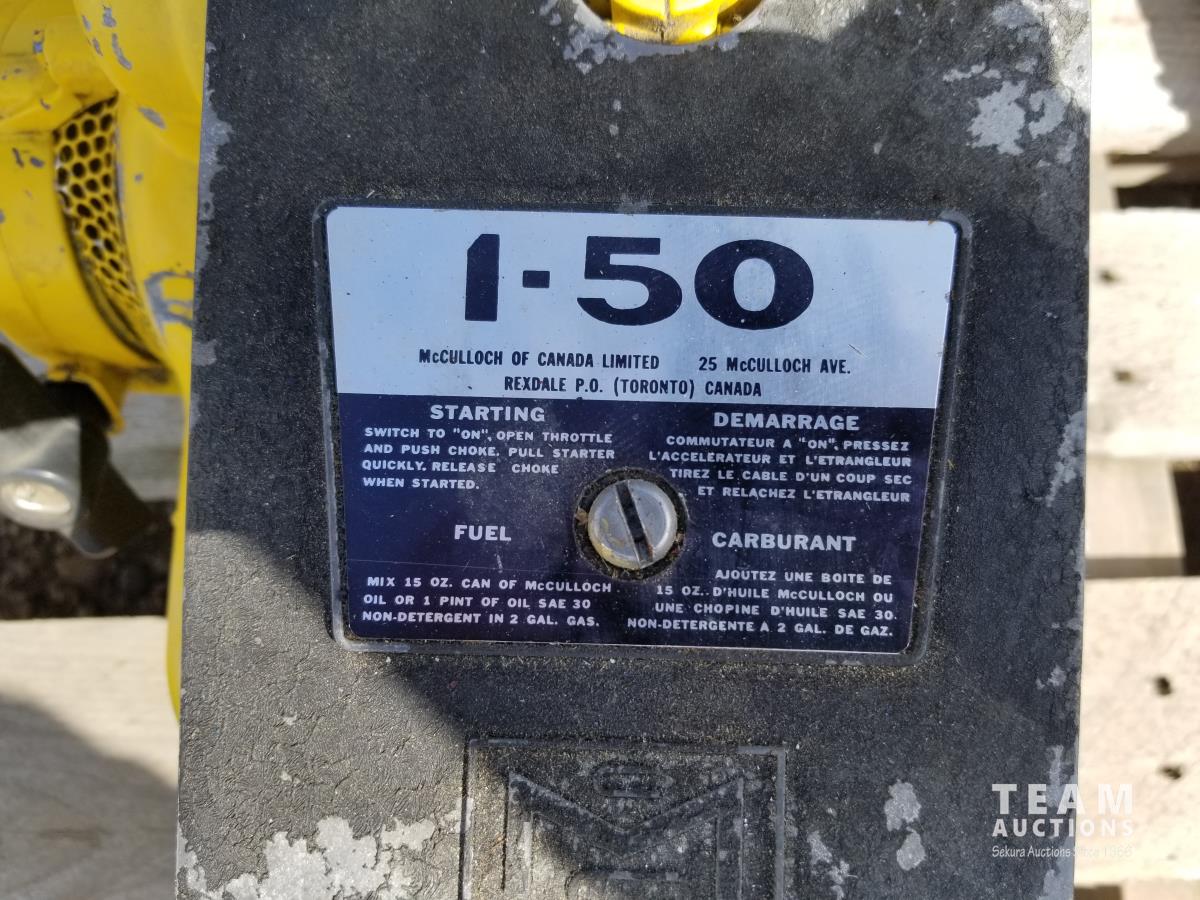 1-50
McCULLOCH OF CANADA LIMITED 25 McCULLOCH AVE.
REXDALE P.O. (TORONTO) CANADA
STARTING
SWITCH TO "ON", OPEN THROTTLE
AND PUSH CHOKE. PULL STARTER
QUICKLY. RELEASE CHOKE
WHEN STARTED.
DEMARRAGE
COMMUTATEUR A "ON", PRESSEZ
L'ACCELERATEUR ET L'ETRANGLEUR
TIREZ LE CABLE D'UN COUP SEC
ET RELACHEZ L'ETRANGLEUR
FUEL
MIX 15 OZ. CAN OF McCULLOCH
OIL OR 1 PINT OF OIL SAE 30
NON-DETERGENT IN 2 GAL. GAS.
CARBURANT
AJOUTEZ UNE BOITE DE
15 OZ. D'HUILE McCULLOCH OU
UNE CHOPINE D'HUILE SAE 30.
NON-DETERGENTE A 2 GAL. DE GAZ.
TEAM
AUCTIONS
Sekura Auctions Since 1966